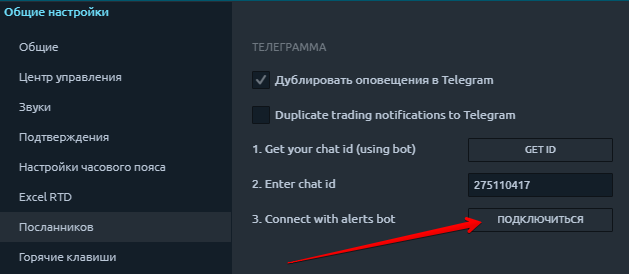 Общие настройки
Общие
Центр управления
Звуки
Подтверждения
Настройки часового пояса
Excel RTD
Посланников
Горячие клавиши
ТЕЛЕГРАММА
Дублировать оповещения в Telegram
Duplicate trading notifications to Telegram
1. Get your chat id (using bot) GET ID
2. Enter chat id 275110417
3. Connect with alerts bot ПОДКЛЮЧИТЬСЯ